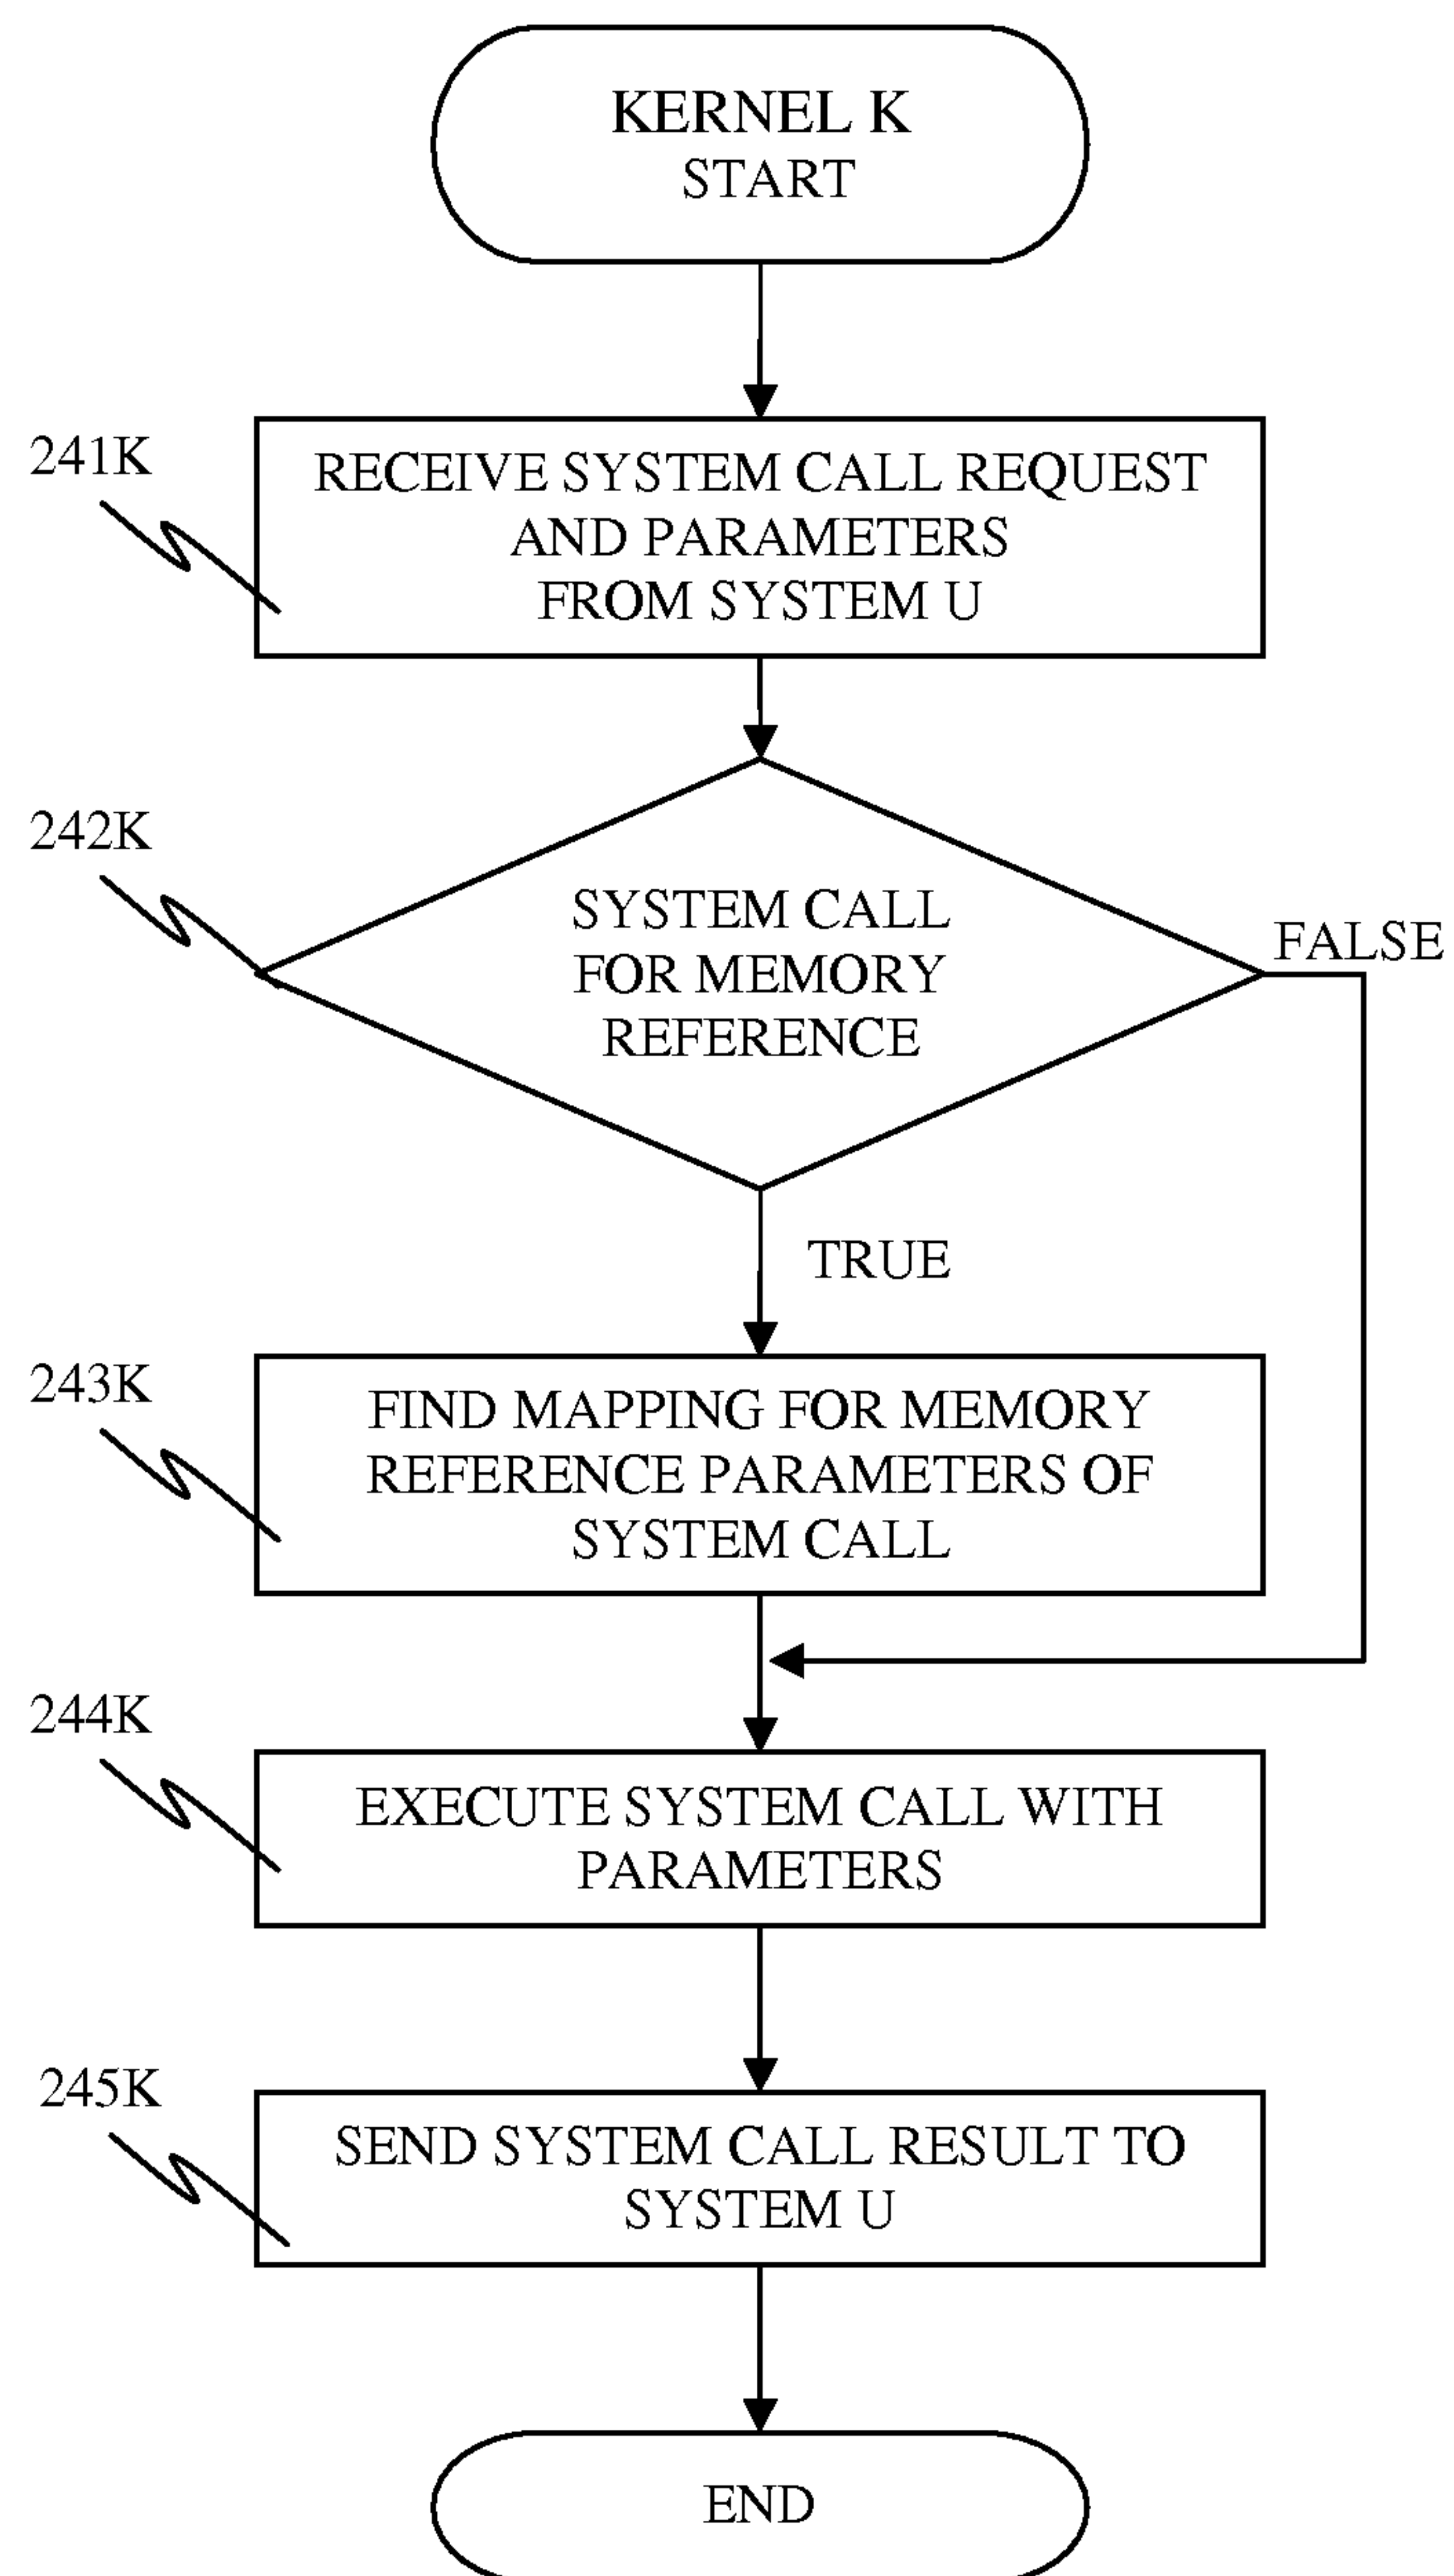 KERNEL K
START
241K
RECEIVE SYSTEM CALL REQUEST
AND PARAMETERS
FROM SYSTEM U
242K
SYSTEM CALL
FOR MEMORY
REFERENCE
FALSE
TRUE
243K
FIND MAPPING FOR MEMORY
REFERENCE PARAMETERS OF
SYSTEM CALL
244K
EXECUTE SYSTEM CALL WITH
PARAMETERS
245K
SEND SYSTEM CALL RESULT TO
SYSTEM U
END